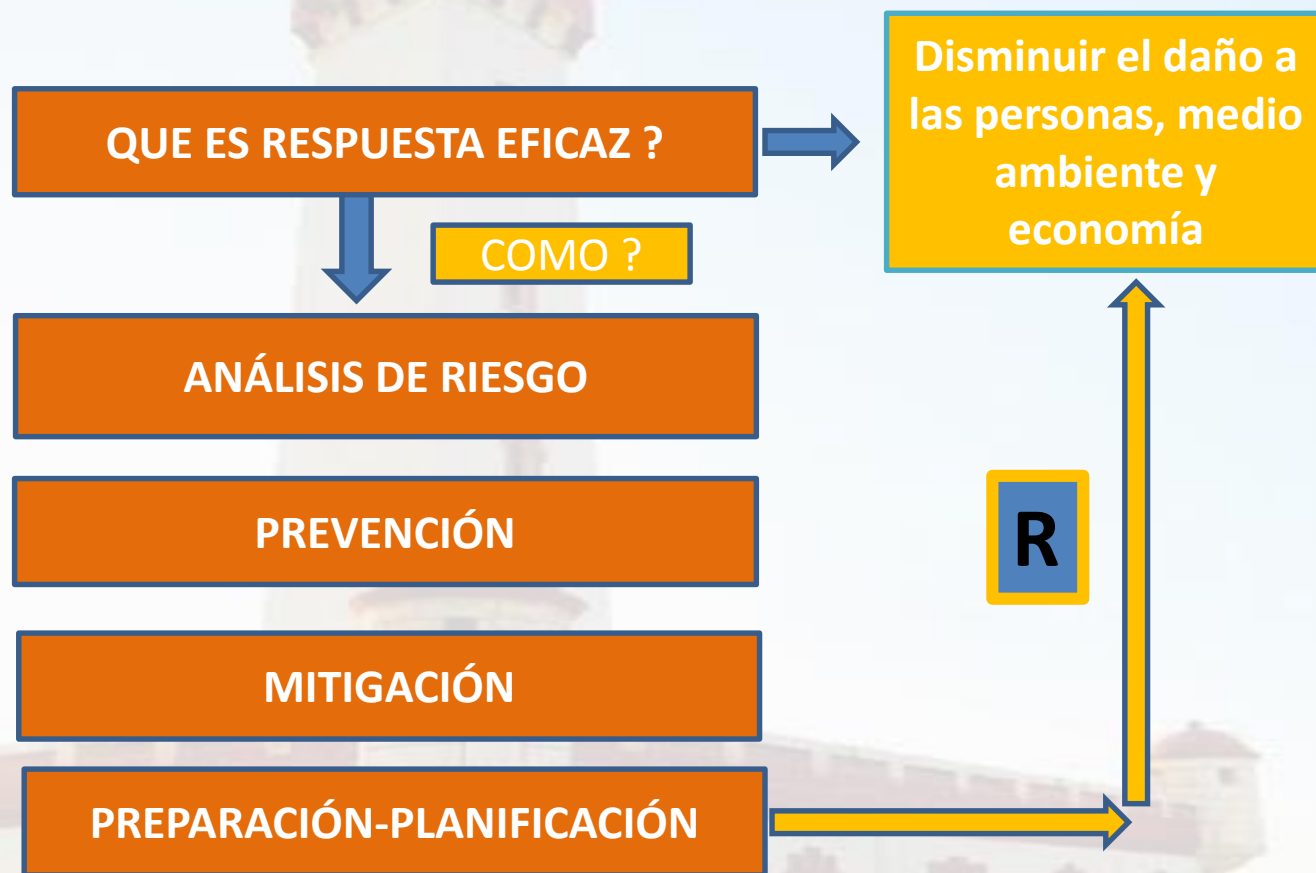 QUE ES RESPUESTA EFICAZ ?
Disminuir el daño a
las personas, medio
ambiente y
economía
COMO ?
ANÁLISIS DE RIESGO
PREVENCIÓN
R
MITIGACIÓN
PREPARACIÓN-PLANIFICACIÓN